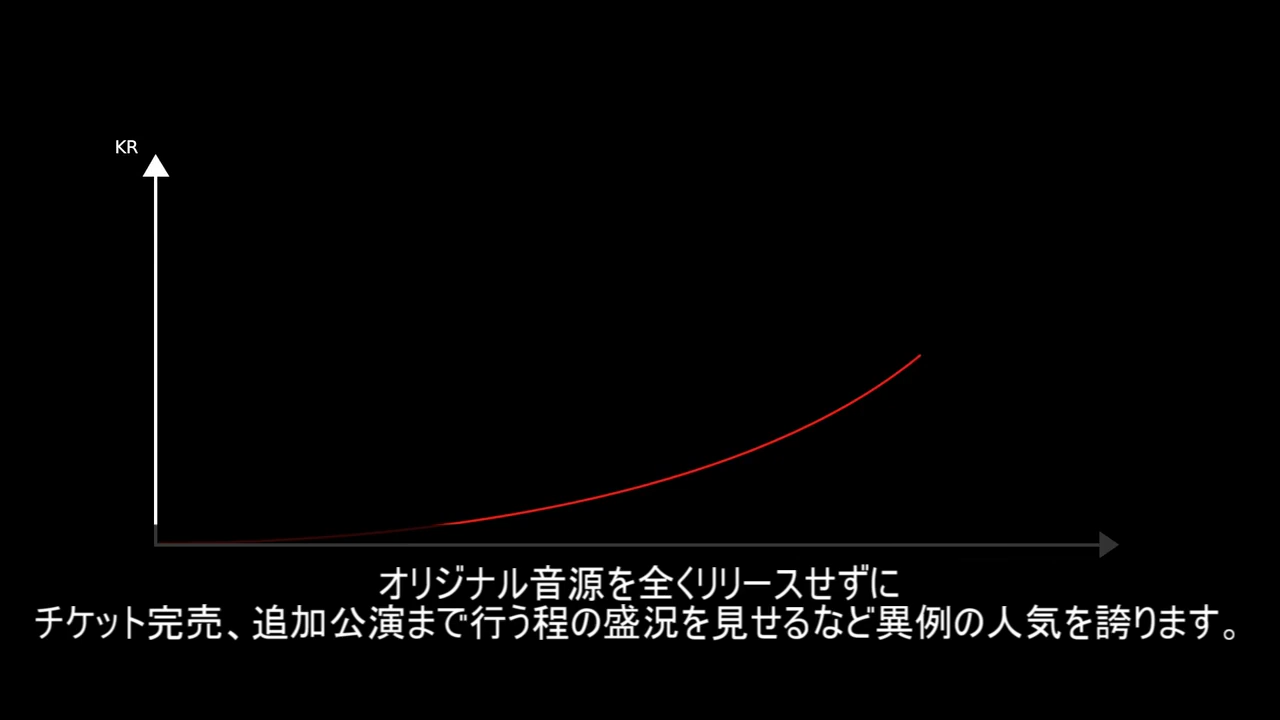 KR
オリジナル音源を全くリリースせずに
チケット完売、追加公演まで行う程の盛況を見せるなど異例の人気を誇ります。